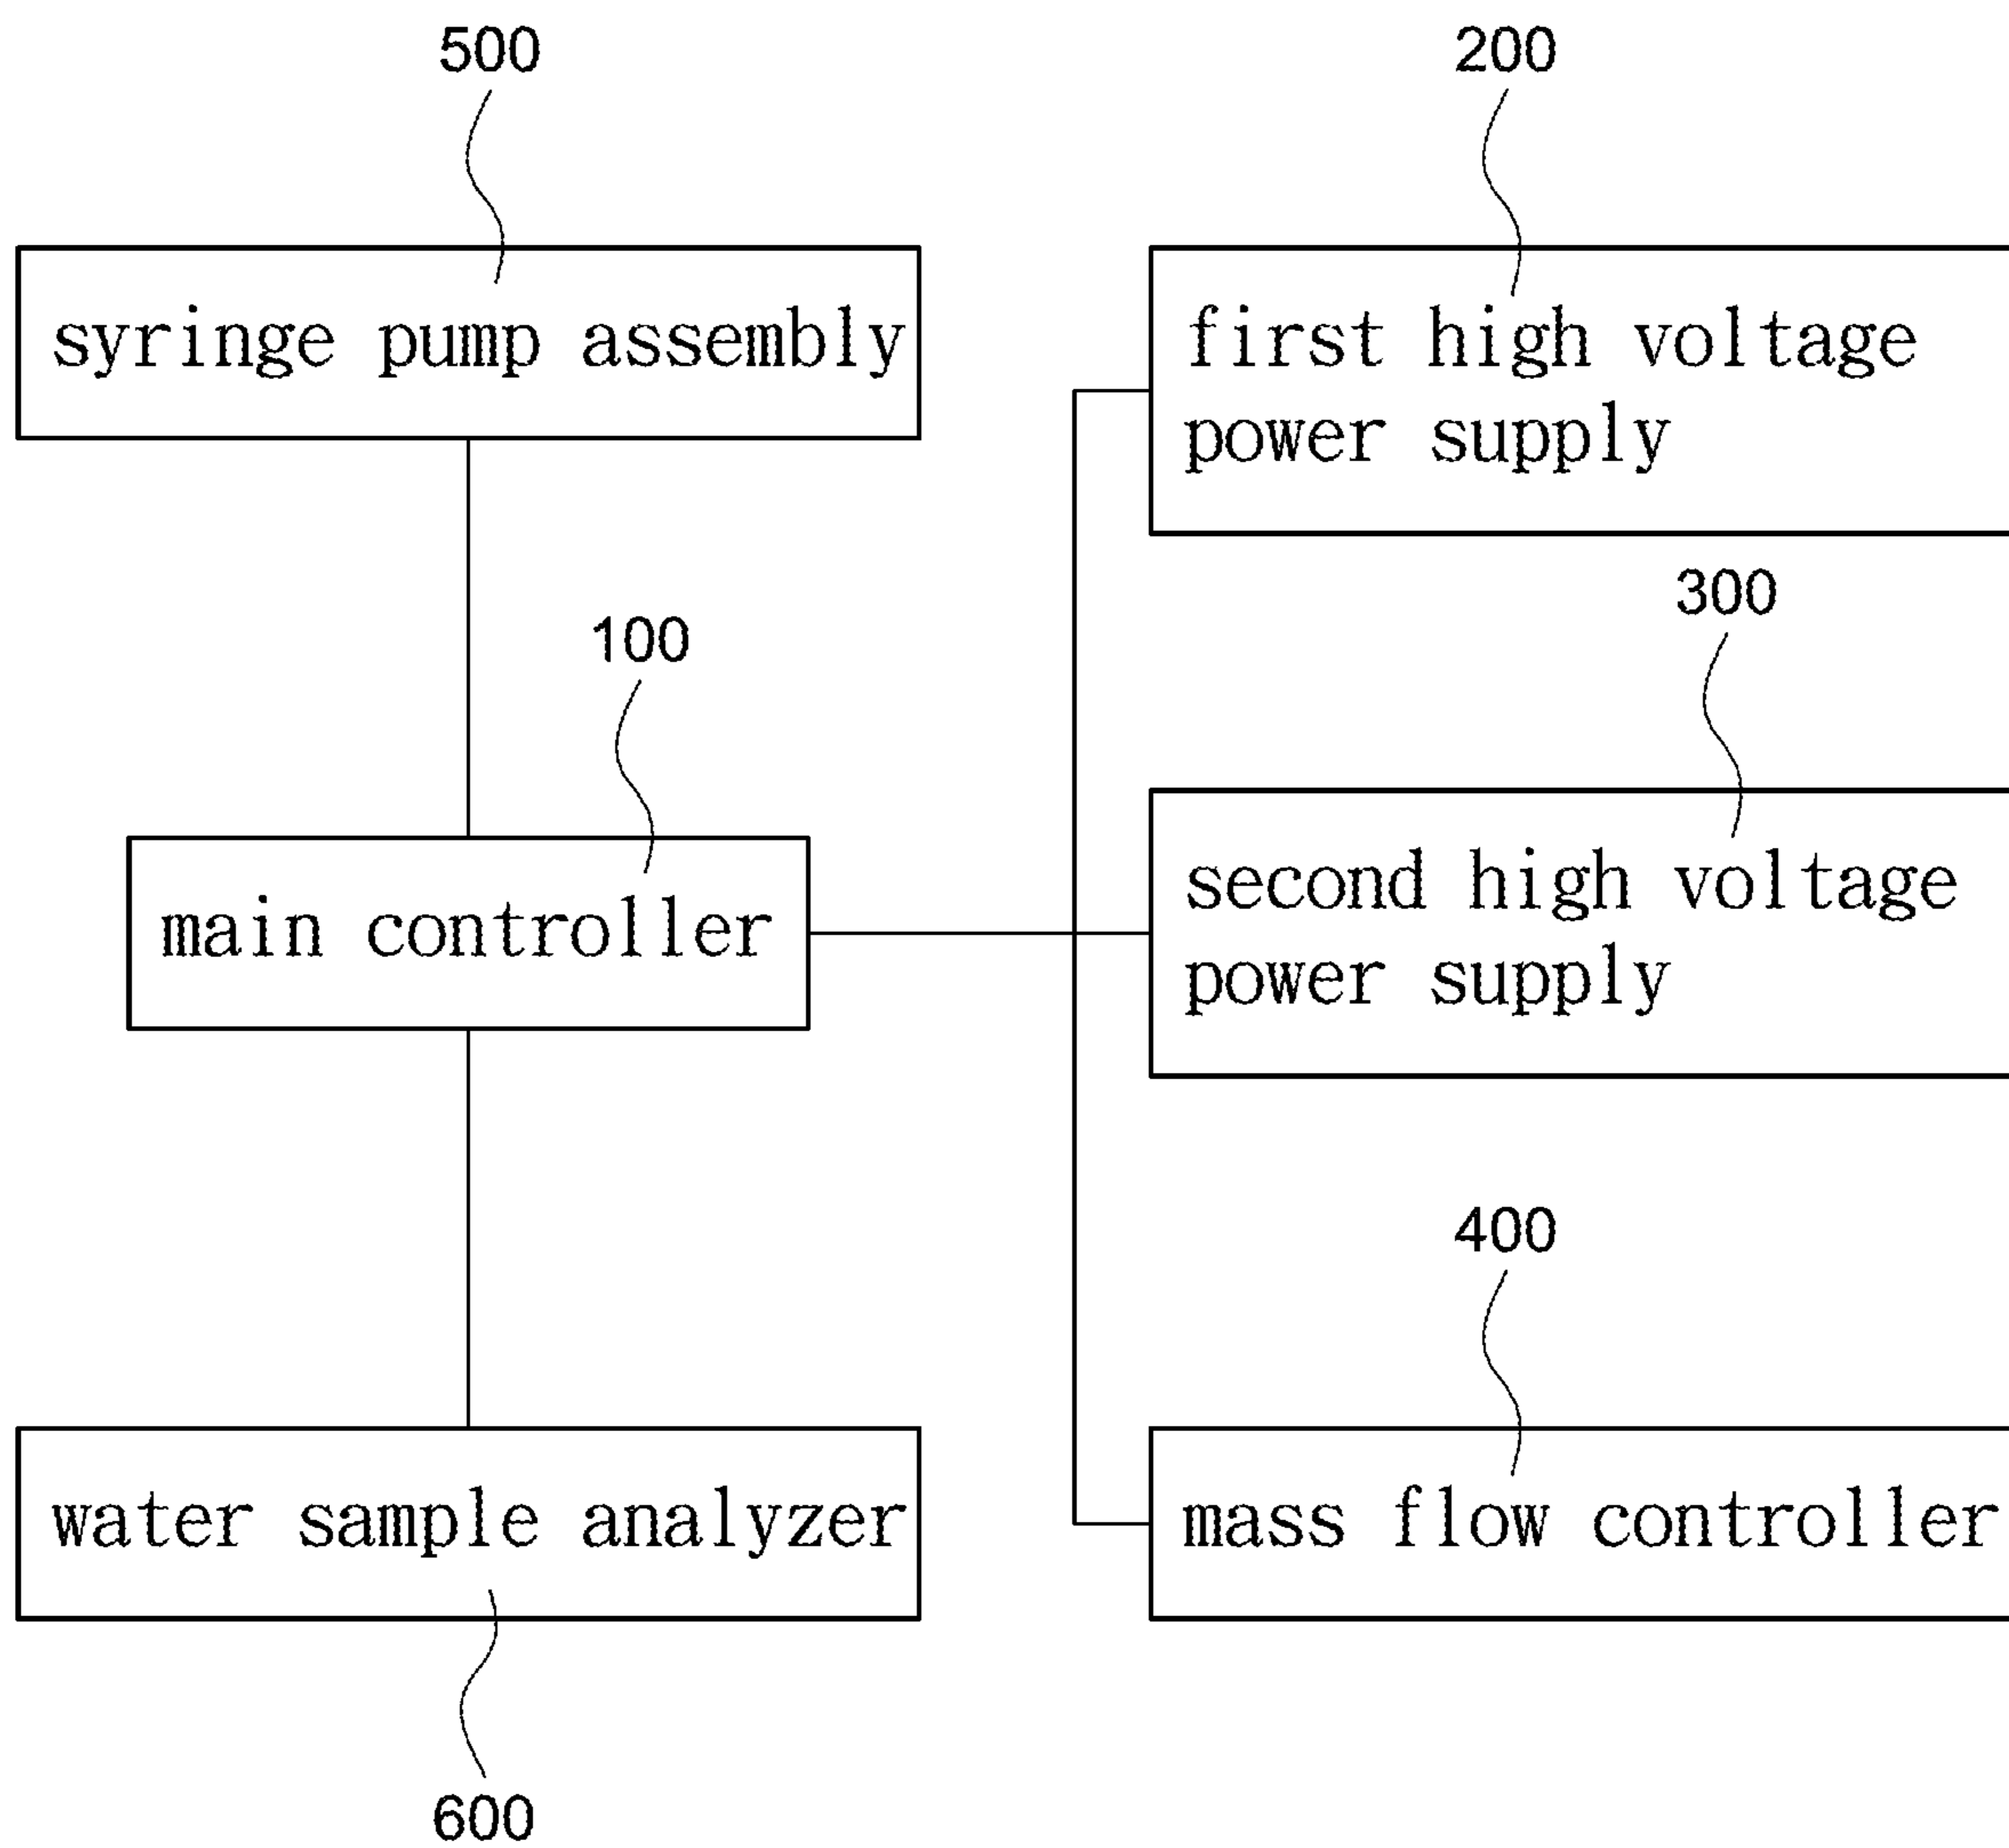 500
200
syringe pump assembly
first high voltage
power supply
300
100
main controller
second high voltage
power supply
400
water sample analyzer
mass flow controller
600